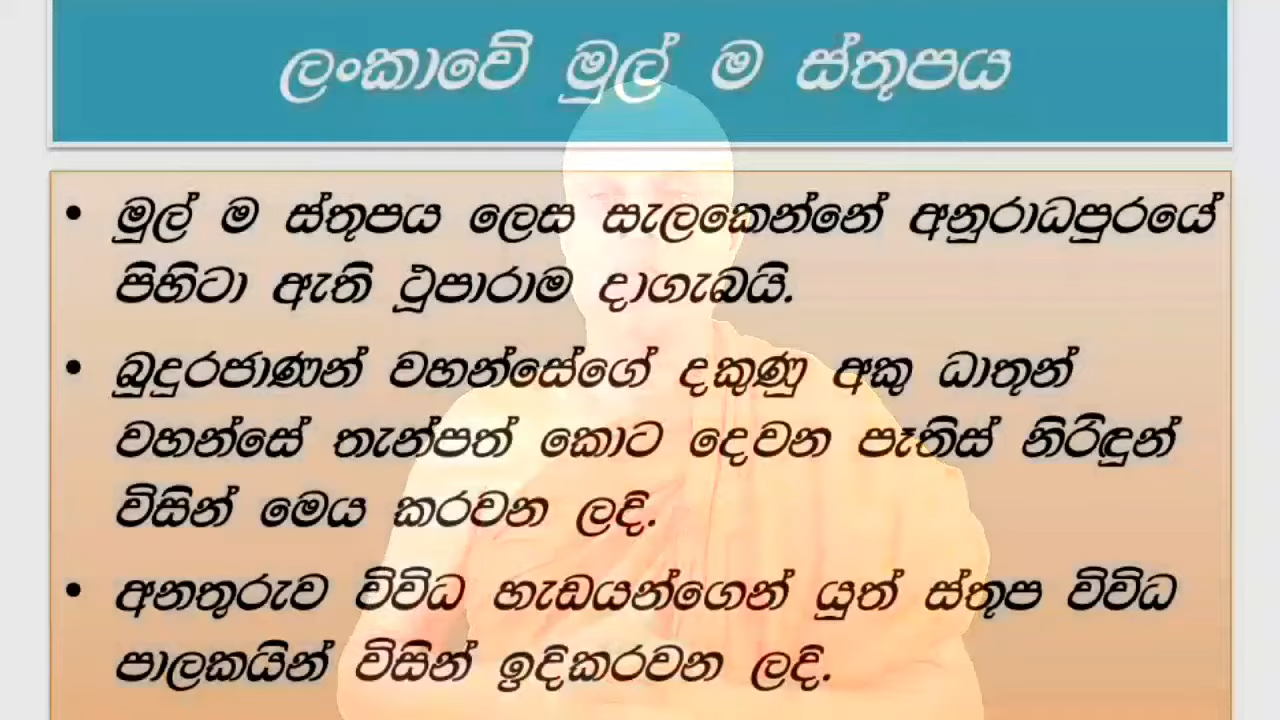 ලංකාවේ මුල් ම ස්තූපය
• මුල් ම ස්තූපය ලෙස සැලකෙන්නේ අනුරාධපුරයේ
පිහිටා ඇති ථූපාරාම දාගැබයි.
• බුදුරජාණන් වහන්සේගේ දකුණු අකු ධාතූන්
වහන්සේ තැන්පත් කොට දෙවන පෑතිස් නිරිඳුන්
විසින් මෙය කරවන ලදි.
• අනතුරුව විවිධ හැඩයන්ගෙන් යුත් ස්තූප විවිධ
පාලකයින් විසින් ඉදිකරවන ලදි.